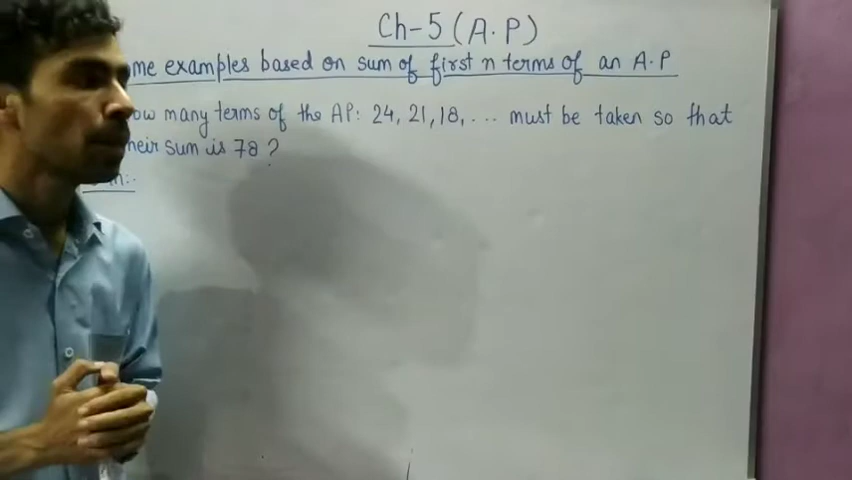 Ch-5 (A.P)
me examples based on sum of first n terms of an A.P
ow many terms of the AP: 24, 21, 18, ... must be taken so that
heir sum is 78 ?